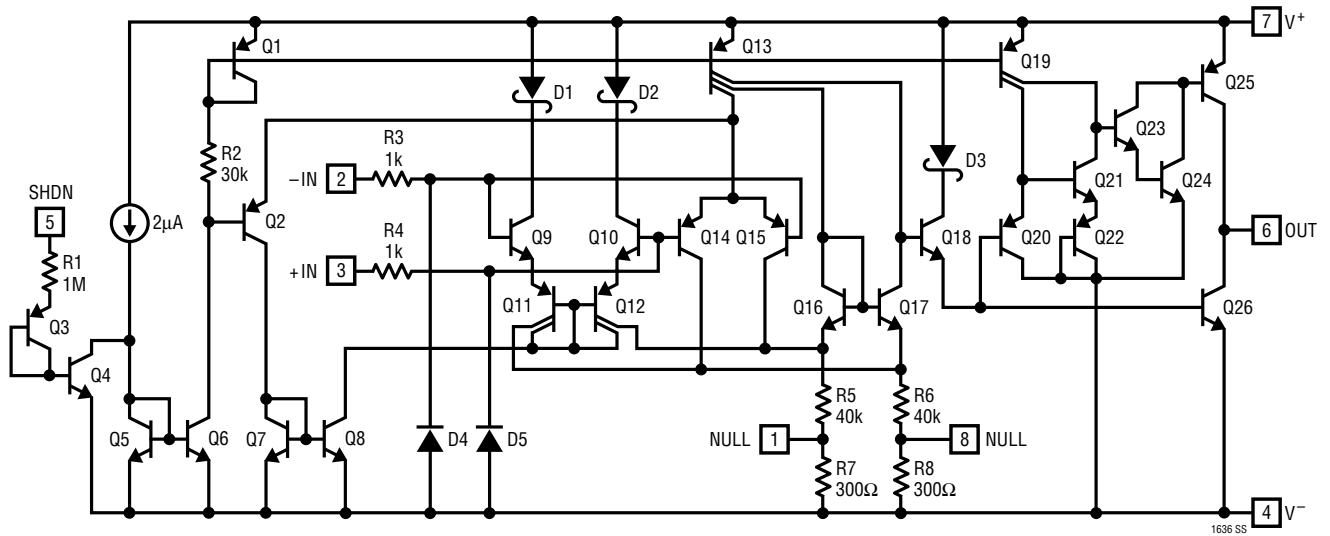 7 V+
Q1
Q13
Q19
Q25
D1
D2
Q23
R2
30k
R3
1k
D3
SHDN
5
−IN 2
2µA
Q2
Q21
Q24
R4
1k
Q9
Q10
Q14
Q15
Q18
Q20
Q22
6 OUT
R1
1M
+IN 3
Q11
Q12
Q16
Q17
Q26
Q3
Q4
R5
40k
R6
40k
Q5
Q6
Q7
Q8
D4
D5
NULL 1
8 NULL
R7
300Ω
R8
300Ω
4 V−
1636 SS